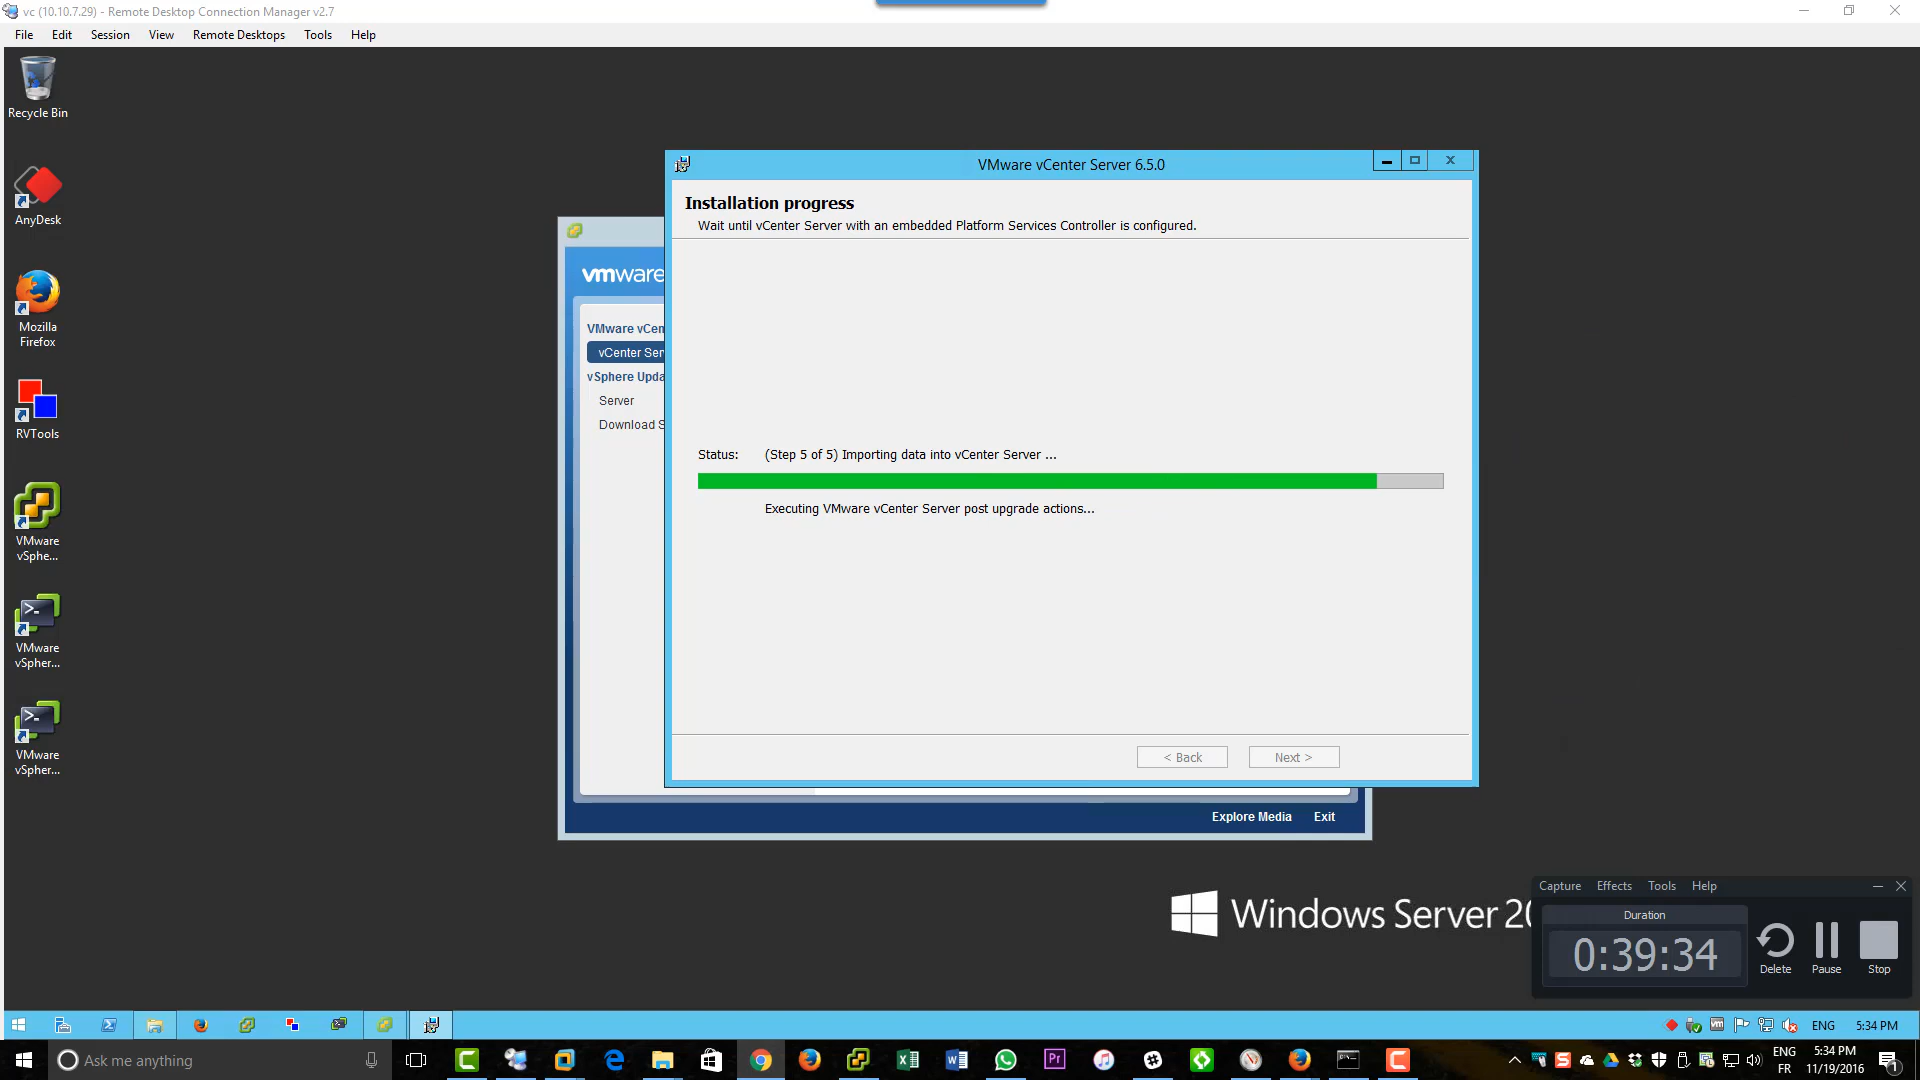 vc (10.10.7.29) - Remote Desktop Connection Manager v2.7
File Edit Session View Remote Desktops Tools Help
Recycle Bin
AnyDesk
Mozilla
Firefox
RVTools
VMware
vSphe...
VMware
vSpher...
VMware
vSpher...
vmware
VMware vCen
vCenter Ser
vSphere Upda
Server
Download S
Explore Media Exit
VMware vCenter Server 6.5.0
Installation progress
Wait until vCenter Server with an embedded Platform Services Controller is configured.
Status: (Step 5 of 5) Importing data into vCenter Server ...
Executing VMware vCenter Server post upgrade actions...
< Back Next >
Windows Server 20
Capture Effects Tools Help
Duration
0:39:34
Delete Pause Stop
ENG 5:34 PM
Ask me anything
ENG 5:34 PM
FR 11/19/2016